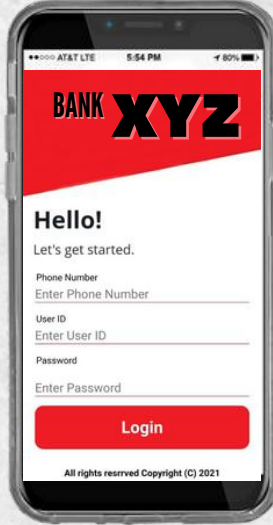 AT&T LTE 5:54 PM 80%
BANK XYZ
Hello!
Let's get started.
Phone Number
Enter Phone Number
User ID
Enter User ID
Password
Enter Password
Login
All rights resrrved Copyright (C) 2021